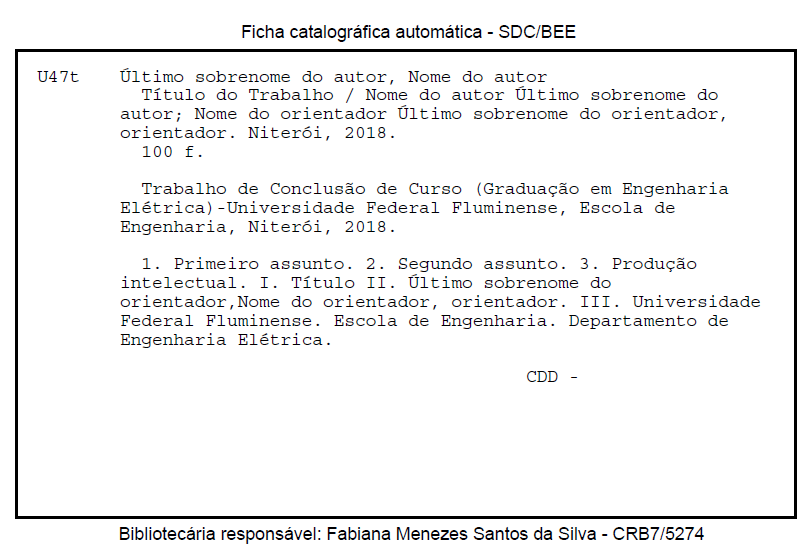 Ficha catalográfica automática - SDC/BEE
U47t Último sobrenome do autor, Nome do autor
Título do Trabalho / Nome do autor Último sobrenome do
autor; Nome do orientador Último sobrenome do orientador,
orientador. Niterói, 2018.
100 f.
Trabalho de Conclusão de Curso (Graduação em Engenharia
Elétrica)-Universidade Federal Fluminense, Escola de
Engenharia, Niterói, 2018.
1. Primeiro assunto. 2. Segundo assunto. 3. Produção
intelectual. I. Título II. Último sobrenome do
orientador,Nome do orientador, orientador. III. Universidade
Federal Fluminense. Escola de Engenharia. Departamento de
Engenharia Elétrica.
CDD -
Bibliotecária responsável: Fabiana Menezes Santos da Silva - CRB7/5274